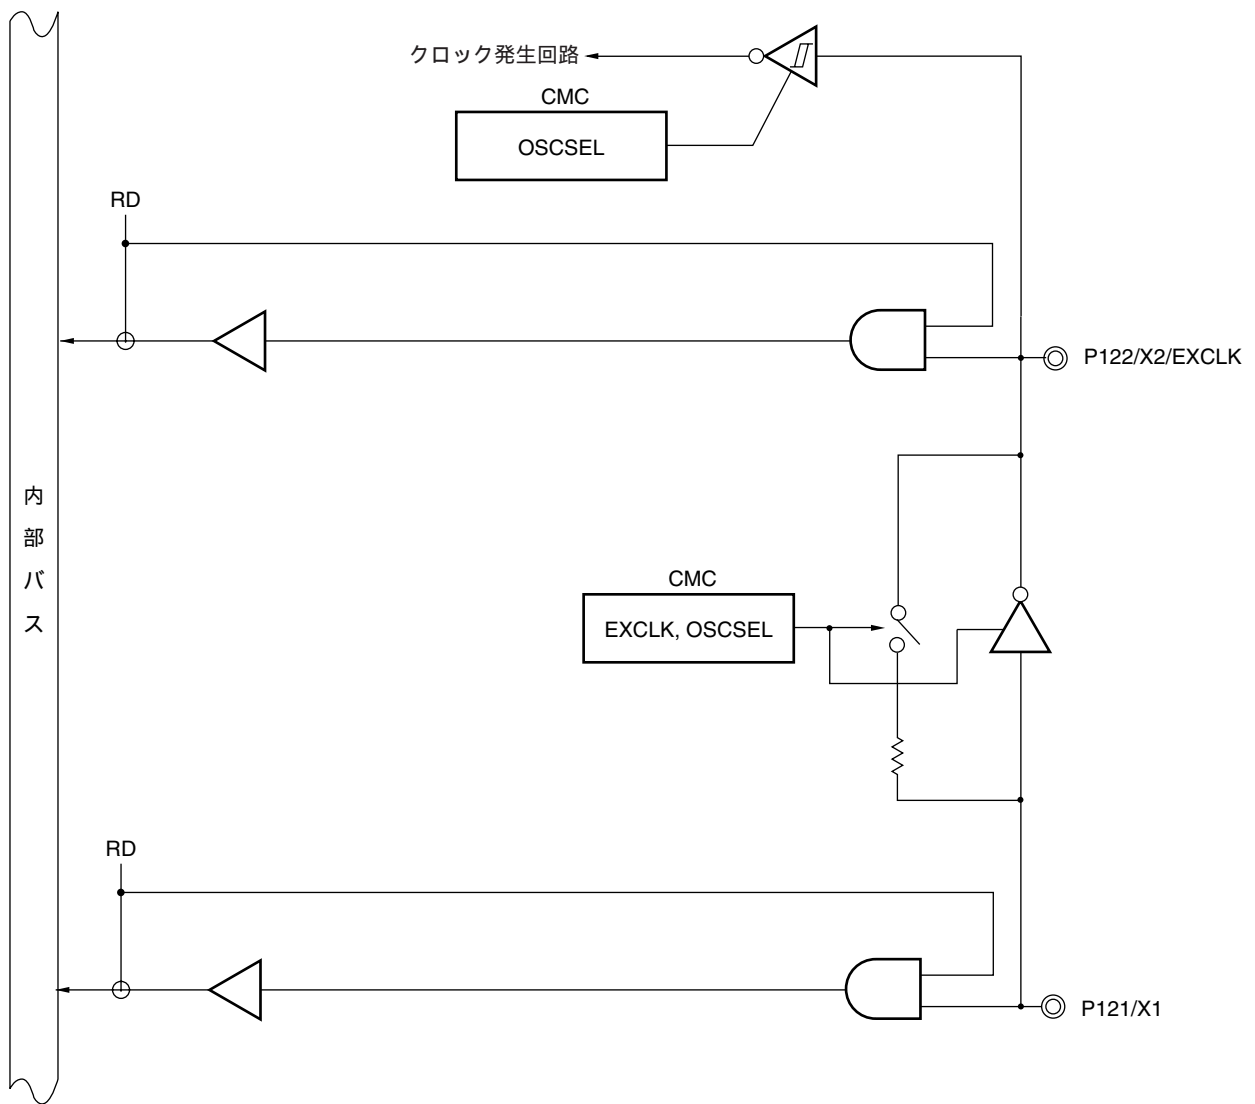 クロック発生回路
CMC
OSCSEL
RD
P122/X2/EXCLK
内部バス
CMC
EXCLK, OSCSEL
RD
P121/X1